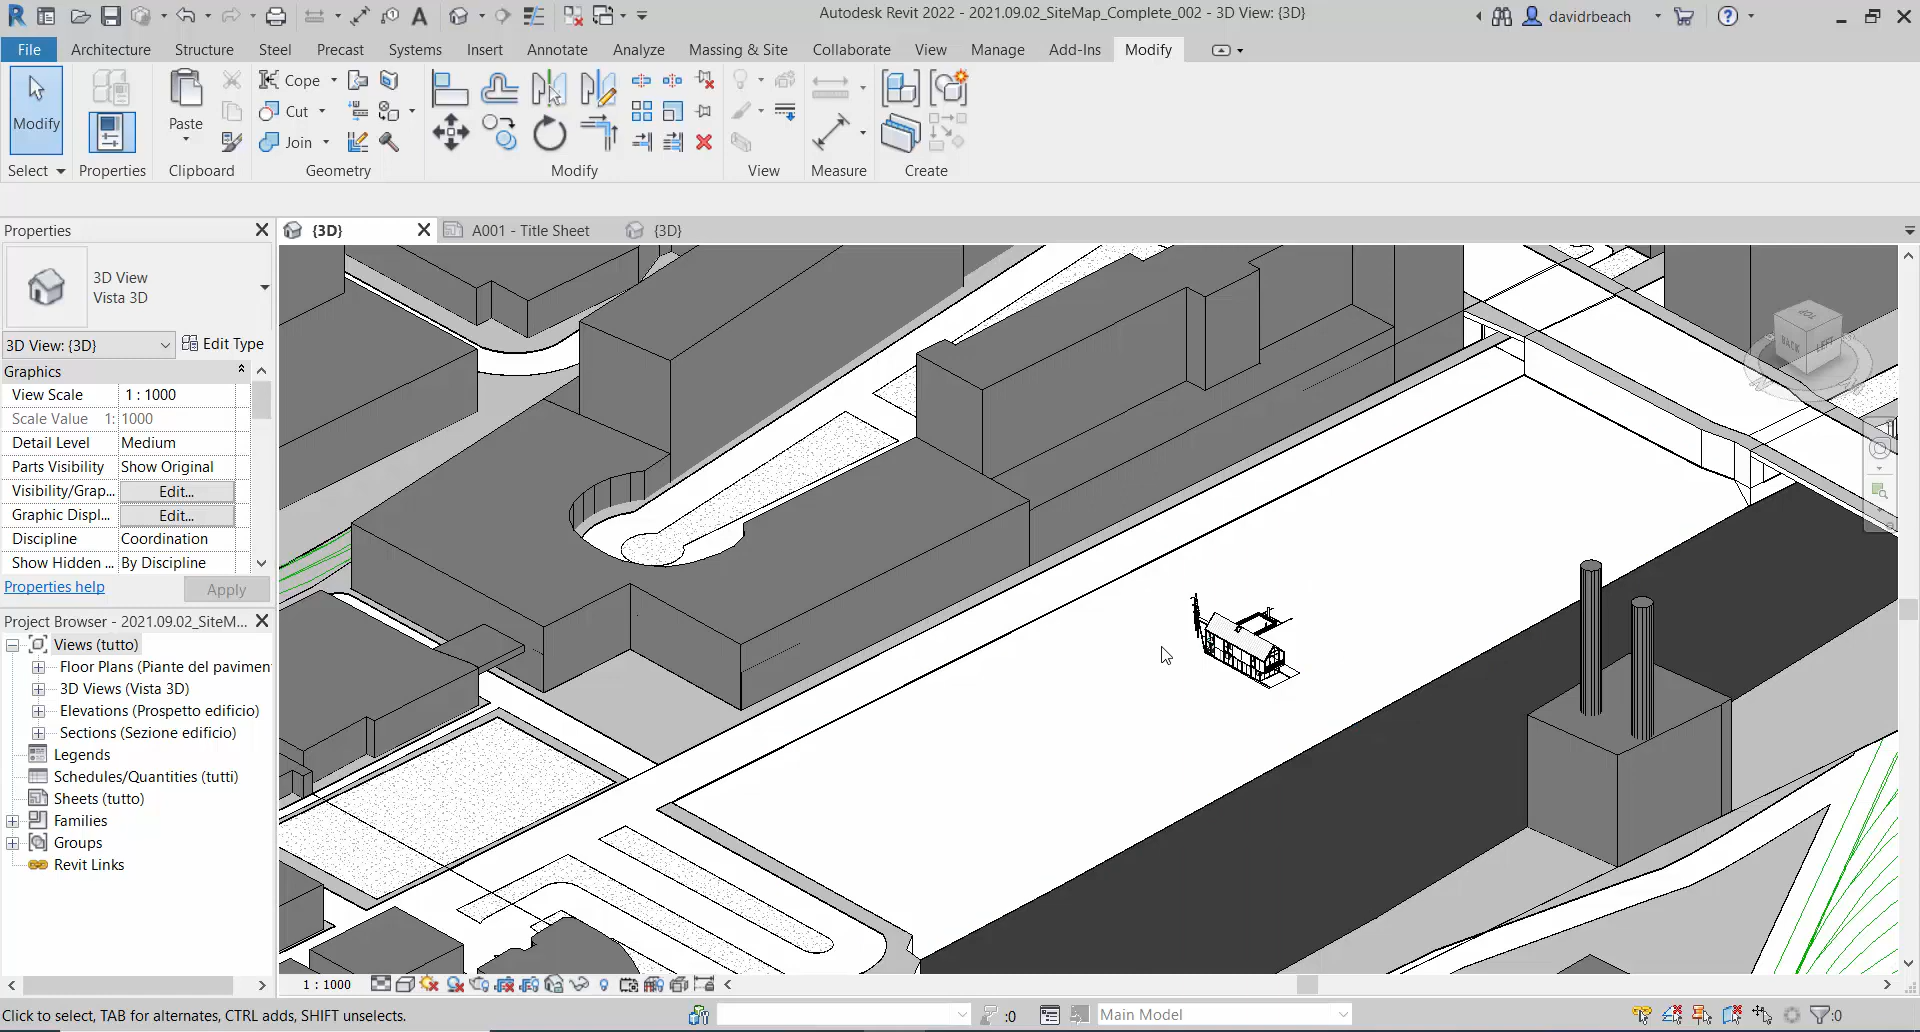 Autodesk Revit 2022 - 2021.09.02_SiteMap_Complete_002 - 3D View: {3D}
davidrbeach
File Architecture Structure Steel Precast Systems Insert Annotate Analyze Massing & Site Collaborate View Manage Add-Ins Modify
Modify
Paste
Cope
Cut
Join
Select Properties Clipboard Geometry Modify View Measure Create
Properties
{3D} A001 - Title Sheet {3D}
3D View
Vista 3D
3D View: {3D} Edit Type
Graphics
View Scale 1 : 1000
Scale Value 1: 1000
Detail Level Medium
Parts Visibility Show Original
Visibility/Grap... Edit...
Graphic Displ... Edit...
Discipline Coordination
Show Hidden ... By Discipline
Properties help Apply
Project Browser - 2021.09.02_SiteM...
Views (tutto)
Floor Plans (Piante del pavimen
3D Views (Vista 3D)
Elevations (Prospetto edificio)
Sections (Sezione edificio)
Legends
Schedules/Quantities (tutti)
Sheets (tutto)
Families
Groups
Revit Links
TOP
BACK LEFT
1 : 1000
Click to select, TAB for alternates, CTRL adds, SHIFT unselects.
:0
Main Model
:0